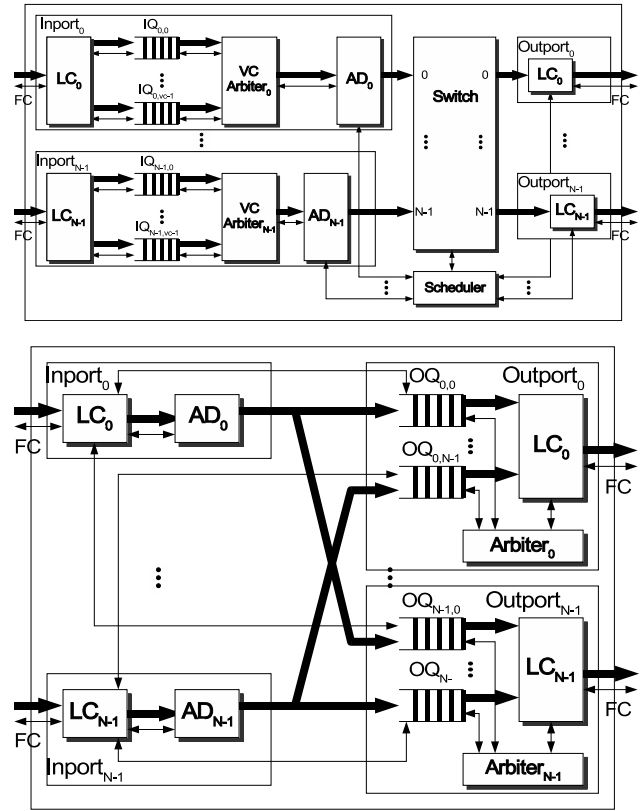 Inport0
IQ0,0
LC0
VC
Arbiter0
AD0
IQ0,vc-1
FC
0
0
Switch
Outport0
LC0
FC
InportN-1
IQN-1,0
LCN-1
VC
ArbiterN-1
ADN-1
IQN-1,vc-1
FC
N-1
N-1
OutportN-1
LCN-1
FC
Scheduler
Inport0
LC0
AD0
FC
OQ0,0
Outport0
OQ0,N-1
LC0
FC
Arbiter0
OQN-1,0
OutportN-1
OQN-
LCN-1
FC
ArbiterN-1
LCN-1
ADN-1
FC
InportN-1